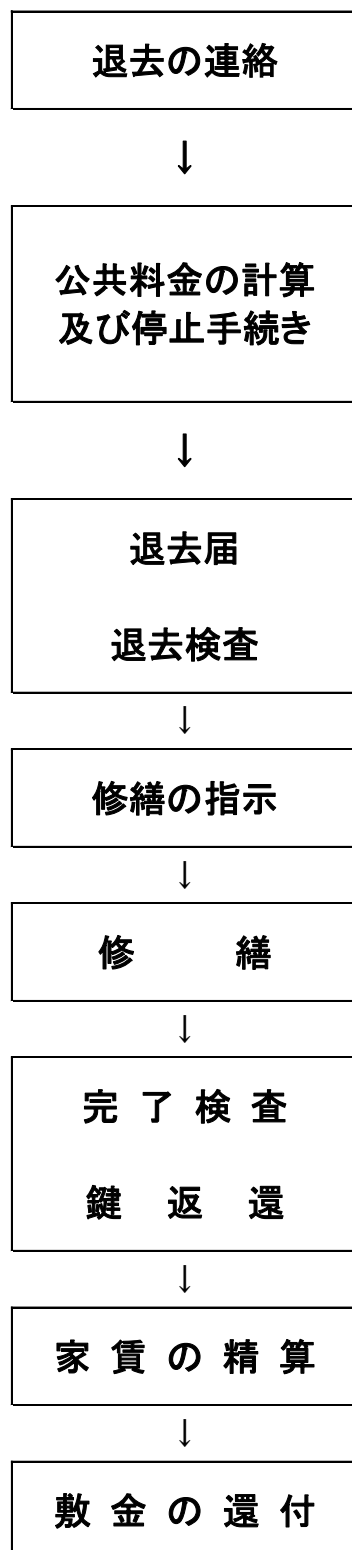 退去の連絡
↓
公共料金の計算
及び停止手続き
↓
退去届
退去検査
↓
修繕の指示
↓
修　　繕
↓
完 了 検 査
鍵　返　還
↓
家 賃 の 精 算
↓
敷 金 の 還 付